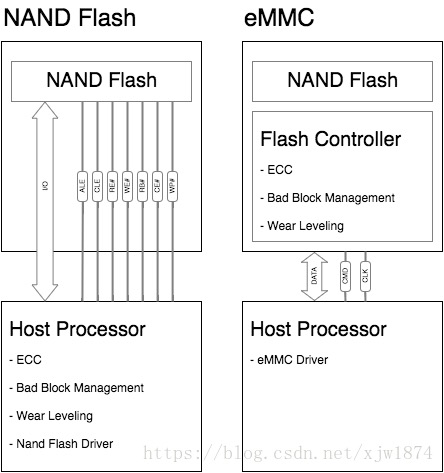 NAND Flash
NAND Flash
I/O
ALE
CLE
RE#
WE#
RB#
CE#
WP#
Host Processor
- ECC
- Bad Block Management
- Wear Leveling
- Nand Flash Driver
eMMC
NAND Flash
Flash Controller
- ECC
- Bad Block Management
- Wear Leveling
DATA
CMD
CLK
Host Processor
- eMMC Driver
https://blog.csdn.net/xjw1874